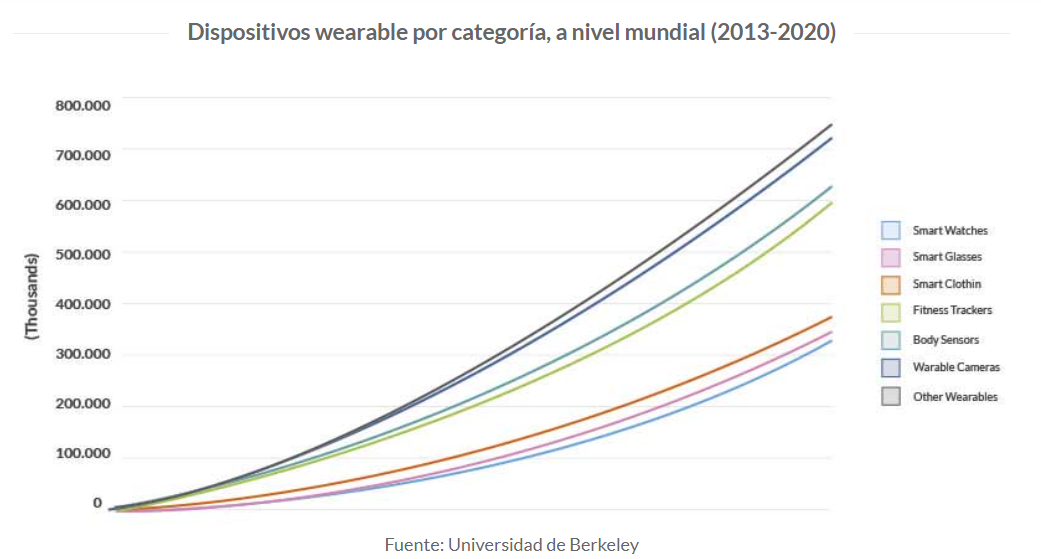 Dispositivos wearable por categoría, a nivel mundial (2013-2020)
800.000
700.000
600.000
500.000
400.000
300.000
200.000
100.000
0
(Thousands)
Smart Watches
Smart Glasses
Smart Clothin
Fitness Trackers
Body Sensors
Warable Cameras
Other Wearables
Fuente: Universidad de Berkeley